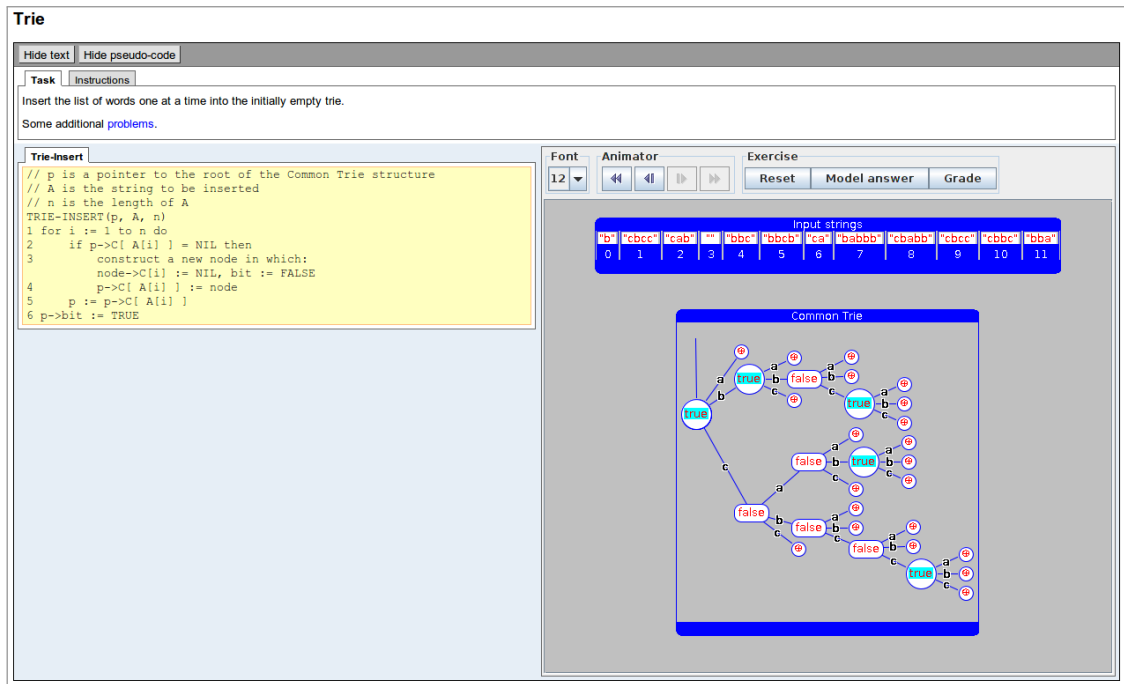 Trie
Hide text Hide pseudo-code
Task Instructions
Insert the list of words one at a time into the initially empty trie.
Some additional problems.
Trie-Insert
// p is a pointer to the root of the Common Trie structure
// A is the string to be inserted
// n is the length of A
TRIE-INSERT(p, A, n)
1 for i := 1 to n do
2 if p->C[ A[i] ] = NIL then
3 construct a new node in which:
node->C[i] := NIL, bit := FALSE
4 p->C[ A[i] ] := node
5 p := p->C[ A[i] ]
6 p->bit := TRUE
Font Animator Exercise
12 Reset Model answer Grade
Input strings
"b" "cbcc" "cab" "" "bbc" "bbcb" "ca" "babbb" "cbabb" "cbcc" "cbbc" "bba"
0 1 2 3 4 5 6 7 8 9 10 11
Common Trie
a a
a true b false b
b c c a
true true b
c
a
c a false b true b
a c c
false b false b a
c c false b
c a
true b
c